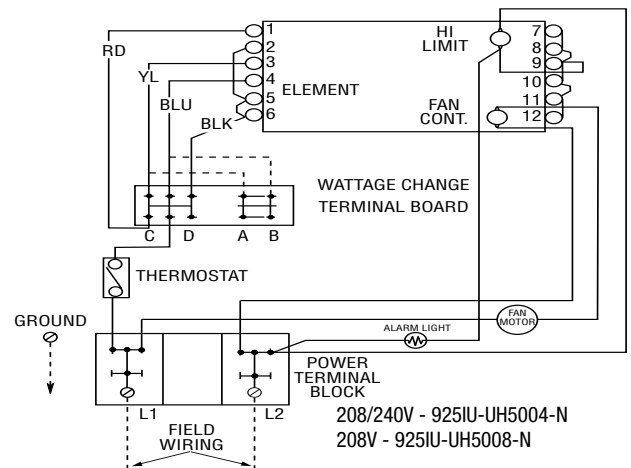 RD
YL
BLU
BLK
1
2
3
4
5
6
ELEMENT
HI
LIMIT
FAN
CONT.
7
8
9
10
11
12
WATTAGE CHANGE
TERMINAL BOARD
C D A B
THERMOSTAT
GROUND
ALARM LIGHT
FAN
MOTOR
POWER
TERMINAL
BLOCK
L1
L2
FIELD
WIRING
208/240V - 925IU-UH5004-N
208V - 925IU-UH5008-N